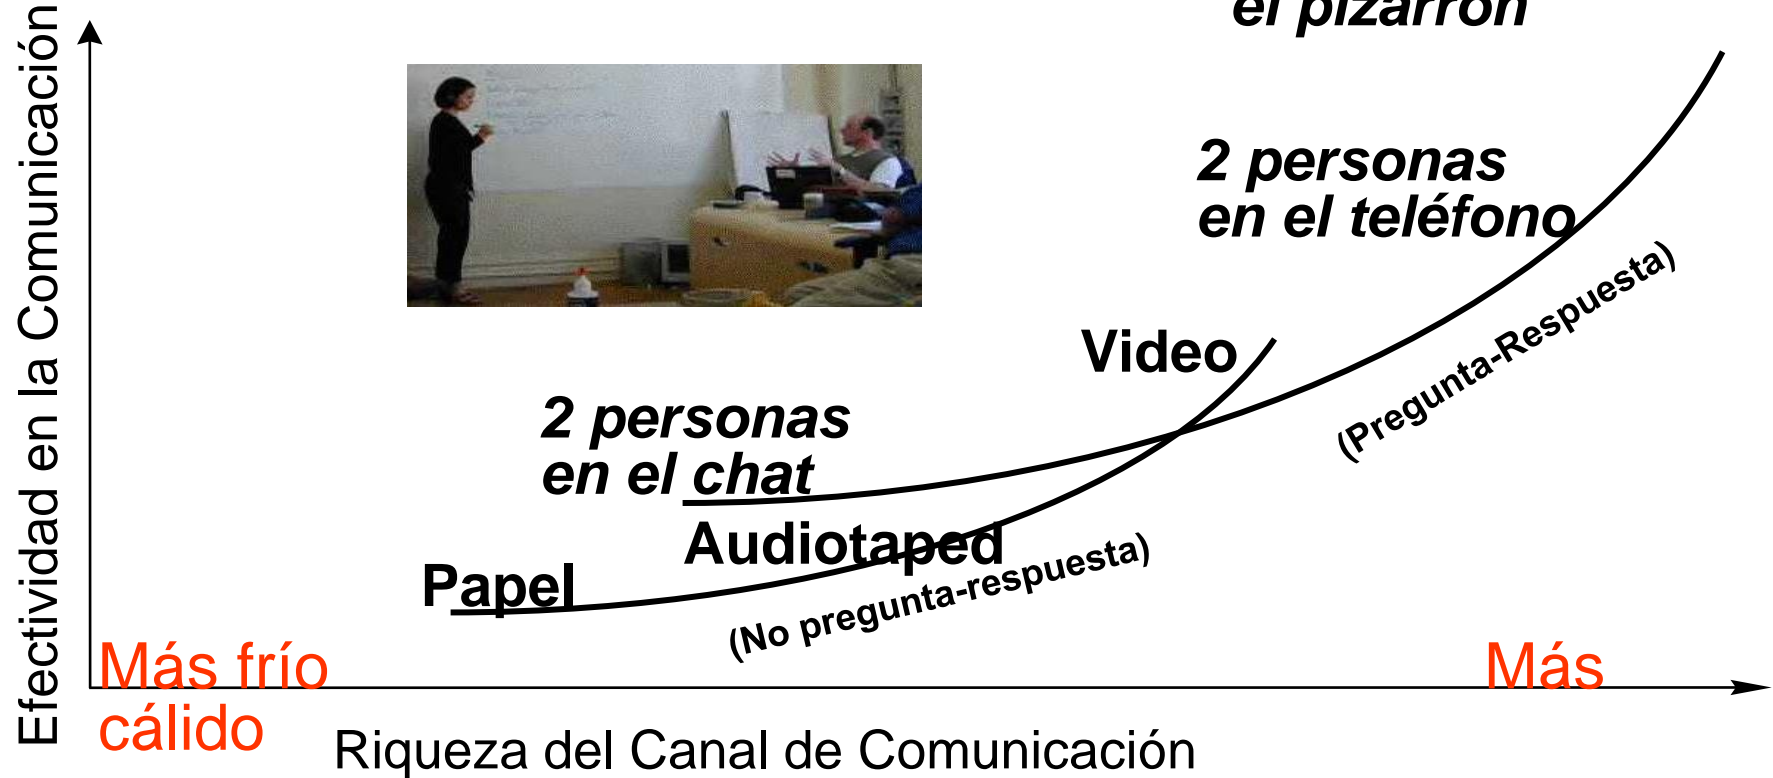 Efectividad en la Comunicación
el pizarrón
2 personas
en el teléfono
(Pregunta-Respuesta)
Video
2 personas
en el chat
Audiotaped
(No pregunta-respuesta)
Papel
Más frío
Más
cálido
Riqueza del Canal de Comunicación